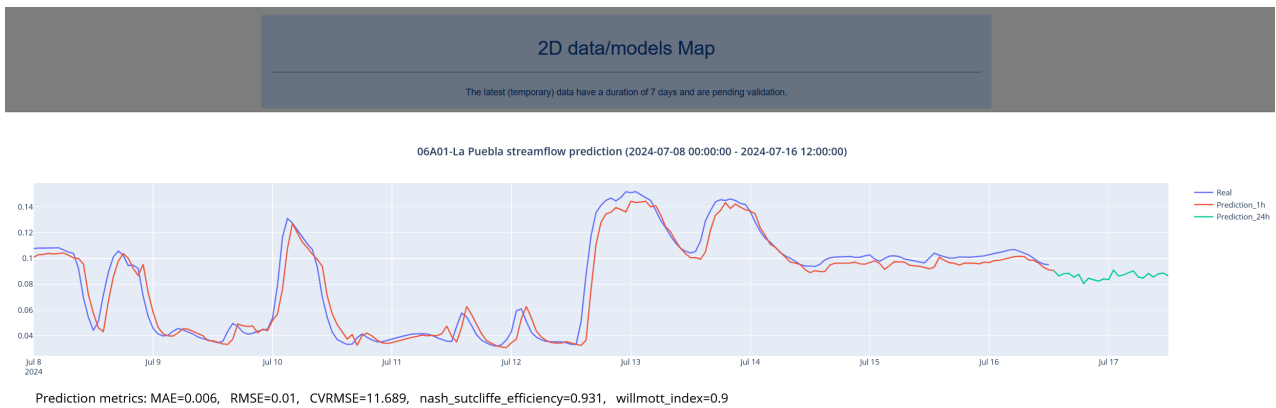 2D data/models Map
The latest (temporary) data have a duration of 7 days and are pending validation.
06A01-La Puebla streamflow prediction (2024-07-08 00:00:00 - 2024-07-16 12:00:00)
Real
Prediction_1h
Prediction_24h
0.14
0.12
0.1
0.08
0.06
0.04
Jul 8 Jul 9 Jul 10 Jul 11 Jul 12 Jul 13 Jul 14 Jul 15 Jul 16 Jul 17
2024
Prediction metrics: MAE=0.006, RMSE=0.01, CVRMSE=11.689, nash_sutcliffe_efficiency=0.931, willmott_index=0.9